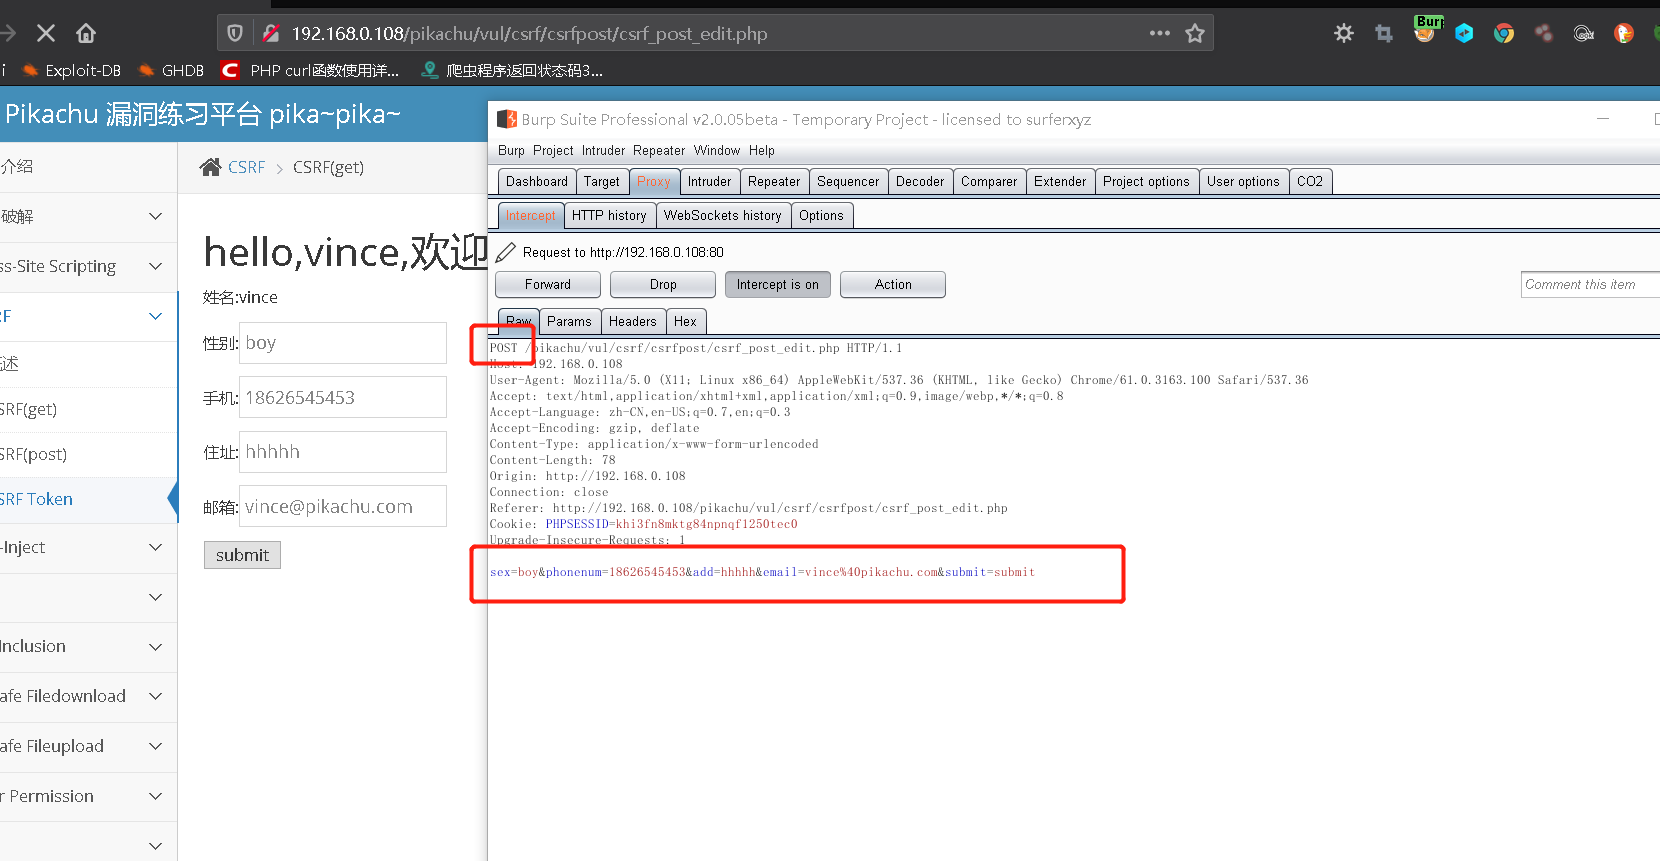 192.168.0.108/pikachu/vul/csrf/csrfpost/csrf_post_edit.php
Burp
i Exploit-DB GHDB PHP curl函数使用详... 爬虫程序返回状态码3...
Pikachu 漏洞练习平台 pika~pika~
介绍
破解
ss-Site Scripting
RF
述
SRF(get)
SRF(post)
SRF Token
-Inject
Inclusion
afe Filedownload
afe Fileupload
r Permission
CSRF > CSRF(get)
hello,vince,欢迎
姓名:vince
性别: boy
手机: 18626545453
住址: hhhhh
邮箱: vince@pikachu.com
submit
Burp Suite Professional v2.0.05beta - Temporary Project - licensed to surferxyz
Burp Project Intruder Repeater Window Help
Dashboard Target Proxy Intruder Repeater Sequencer Decoder Comparer Extender Project options User options CO2
Intercept HTTP history WebSockets history Options
Request to http://192.168.0.108:80
Forward Drop Intercept is on Action Comment this item
Raw Params Headers Hex
POST /pikachu/vul/csrf/csrfpost/csrf_post_edit.php HTTP/1.1
Host: 192.168.0.108
User-Agent: Mozilla/5.0 (X11; Linux x86_64) AppleWebKit/537.36 (KHTML, like Gecko) Chrome/61.0.3163.100 Safari/537.36
Accept: text/html,application/xhtml+xml,application/xml;q=0.9,image/webp,*/*;q=0.8
Accept-Language: zh-CN,en-US;q=0.7,en;q=0.3
Accept-Encoding: gzip, deflate
Content-Type: application/x-www-form-urlencoded
Content-Length: 78
Origin: http://192.168.0.108
Connection: close
Referer: http://192.168.0.108/pikachu/vul/csrf/csrfpost/csrf_post_edit.php
Cookie: PHPSESSID=khi3fn8mktg84npnqf1250tec0
Upgrade-Insecure-Requests: 1
sex=boy&phonenum=18626545453&add=hhhhh&email=vince%40pikachu.com&submit=submit